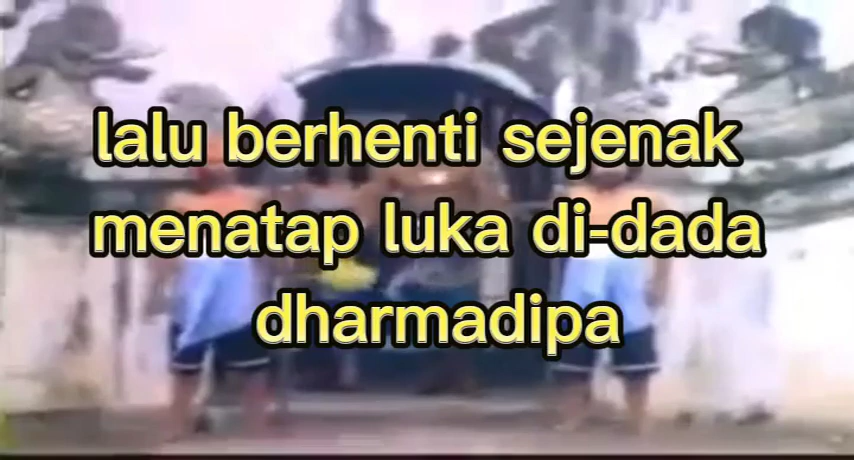 lalu berhenti sejenak
menatap luka di-dada
dharmadipa